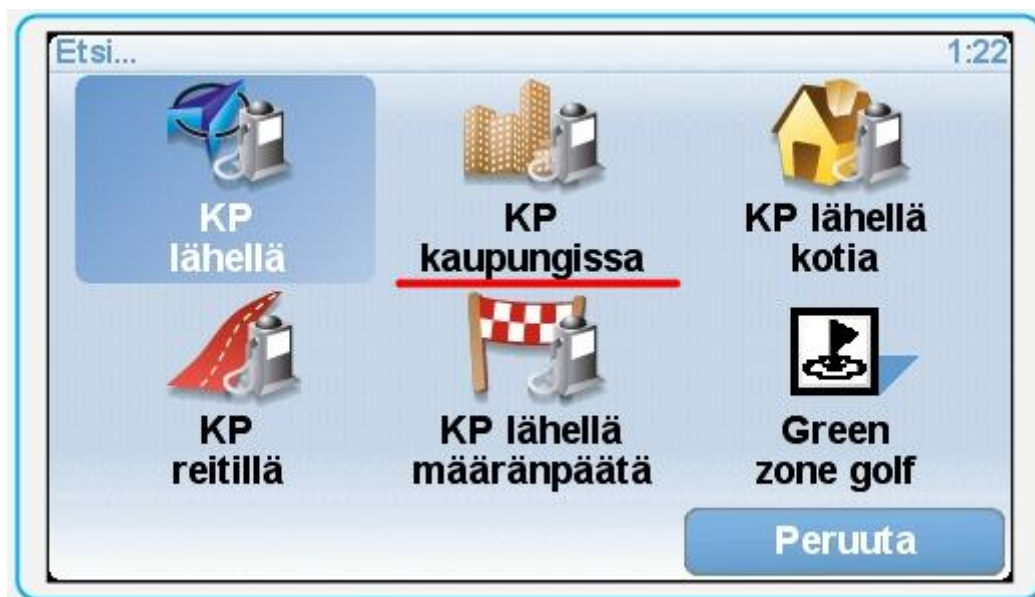 Etsi...
1:22
KP
lähellä
KP
kaupungissa
KP lähellä
kotia
KP
reitillä
KP lähellä
määränpäätä
Green
zone golf
Peruuta